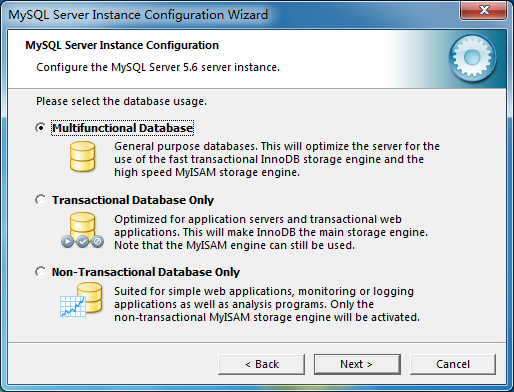 MySQL Server Instance Configuration Wizard
MySQL Server Instance Configuration
Configure the MySQL Server 5.6 server instance.
Please select the database usage.
Multifunctional Database
General purpose databases. This will optimize the server for the
use of the fast transactional InnoDB storage engine and the
high speed MyISAM storage engine.
Transactional Database Only
Optimized for application servers and transactional web
applications. This will make InnoDB the main storage engine.
Note that the MyISAM engine can still be used.
Non-Transactional Database Only
Suited for simple web applications, monitoring or logging
applications as well as analysis programs. Only the
non-transactional MyISAM storage engine will be activated.
< Back
Next >
Cancel